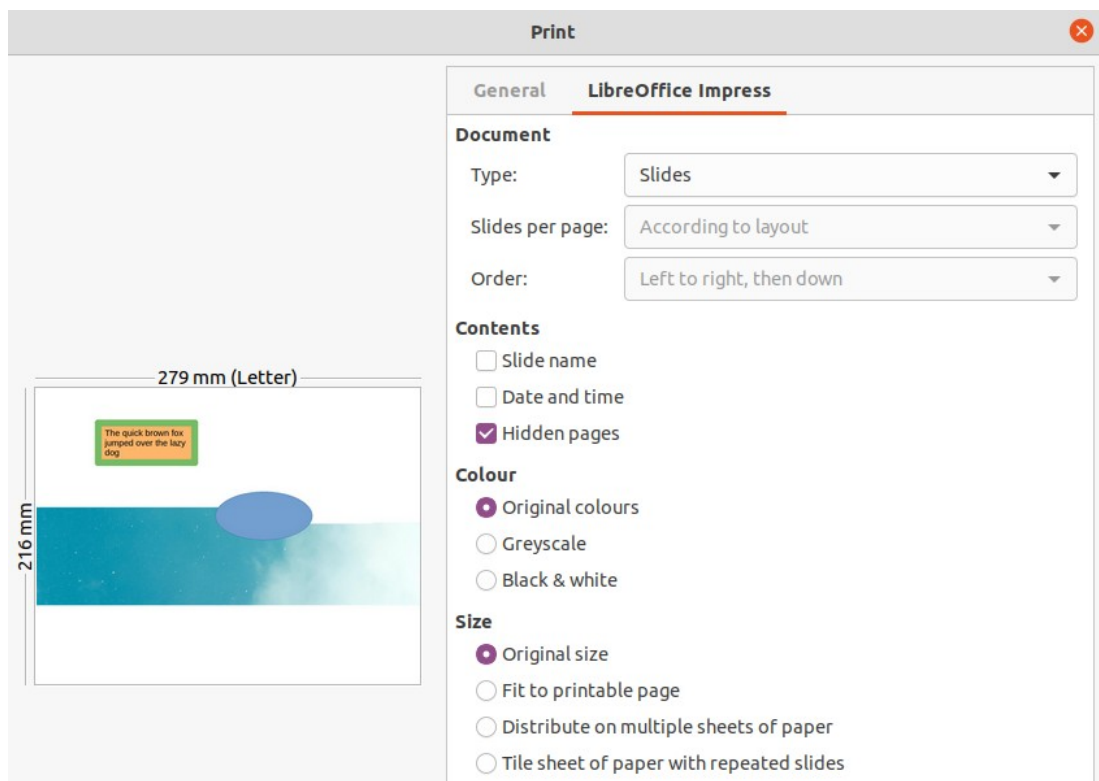 Print
General
LibreOffice Impress
Document
Type:
Slides
Slides per page:
According to layout
Order:
Left to right, then down
Contents
Slide name
Date and time
Hidden pages
Colour
Original colours
Greyscale
Black & white
Size
Original size
Fit to printable page
Distribute on multiple sheets of paper
Tile sheet of paper with repeated slides
279 mm (Letter)
216 mm
The quick brown fox
jumped over the lazy
dog